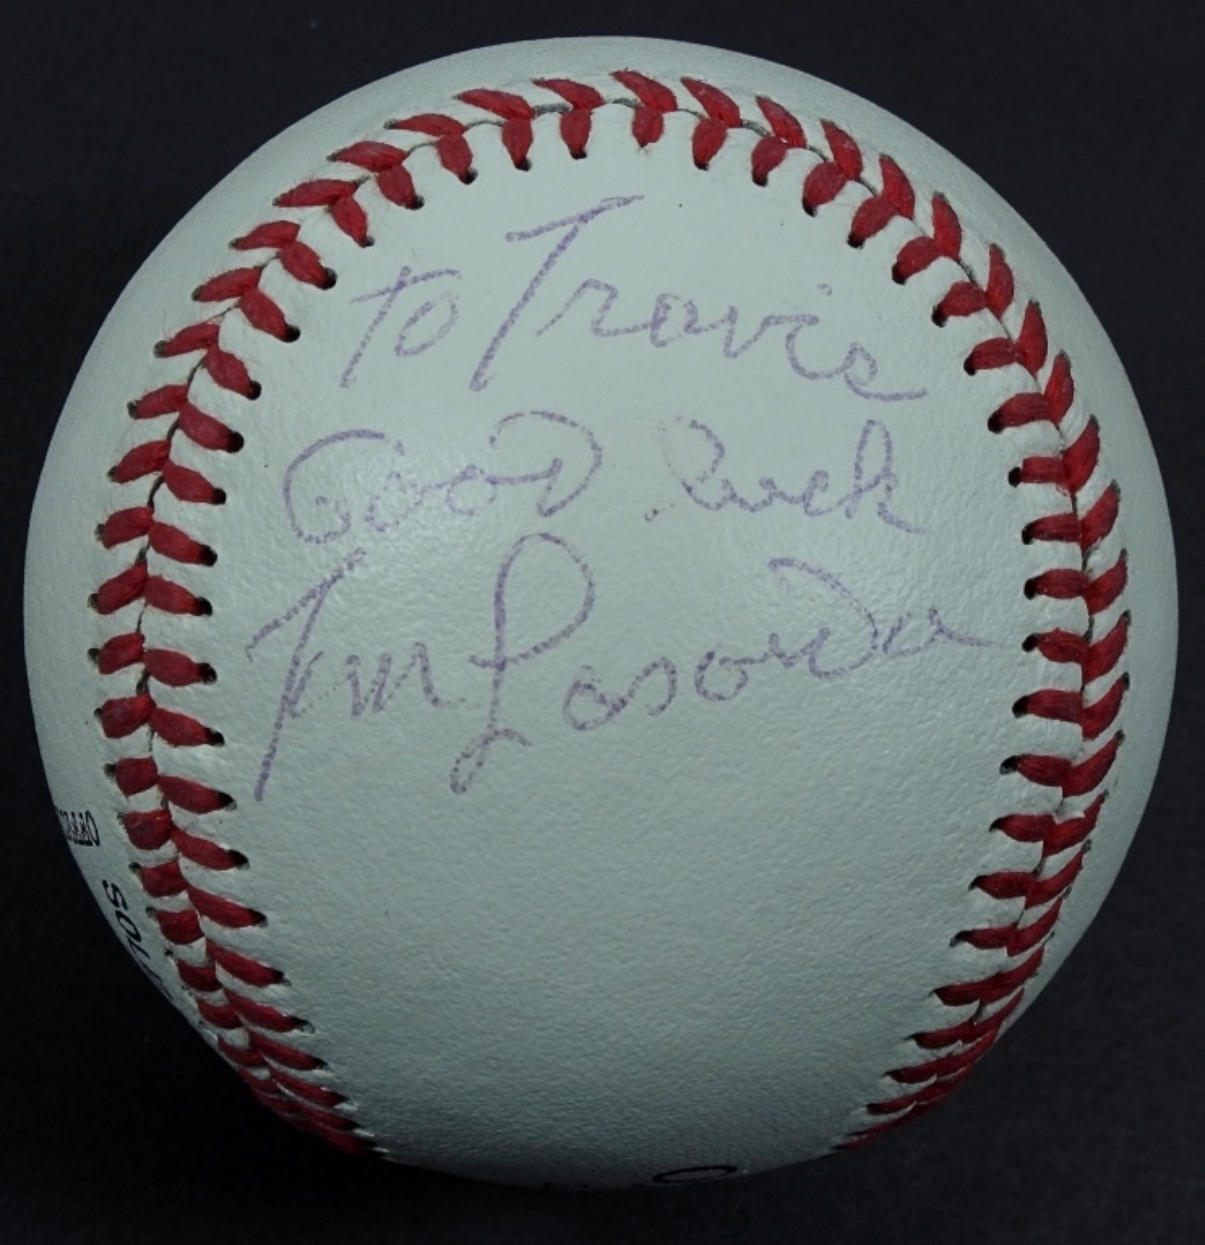 To Travis
GooD luck
Tom Lasorda